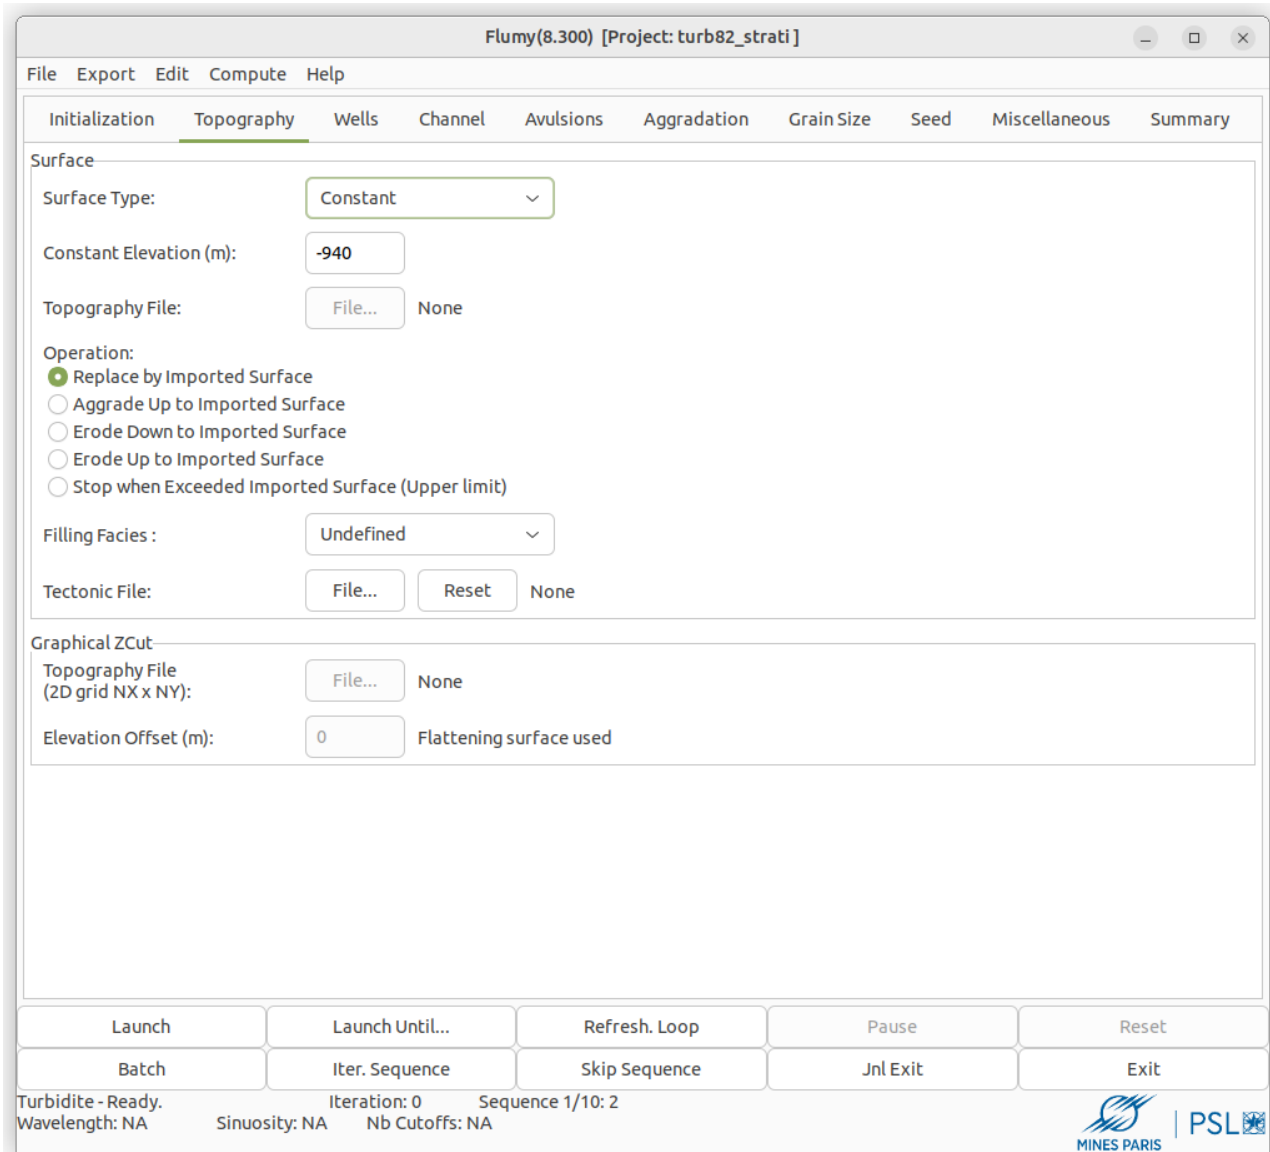 Flumy(8.300) [Project: turb82_strati ]
File Export Edit Compute Help
Initialization Topography Wells Channel Avulsions Aggradation Grain Size Seed Miscellaneous Summary
Surface
Surface Type: Constant
Constant Elevation (m): -940
Topography File: File... None
Operation:
Replace by Imported Surface
Aggrade Up to Imported Surface
Erode Down to Imported Surface
Erode Up to Imported Surface
Stop when Exceeded Imported Surface (Upper limit)
Filling Facies : Undefined
Tectonic File: File... Reset None
Graphical ZCut
Topography File
(2D grid NX x NY): File... None
Elevation Offset (m): 0 Flattening surface used
Launch Launch Until... Refresh. Loop Pause Reset
Batch Iter. Sequence Skip Sequence Jnl Exit Exit
Turbidite - Ready. Iteration: 0 Sequence 1/10: 2
Wavelength: NA Sinuosity: NA Nb Cutoffs: NA
MINES PARIS | PSL